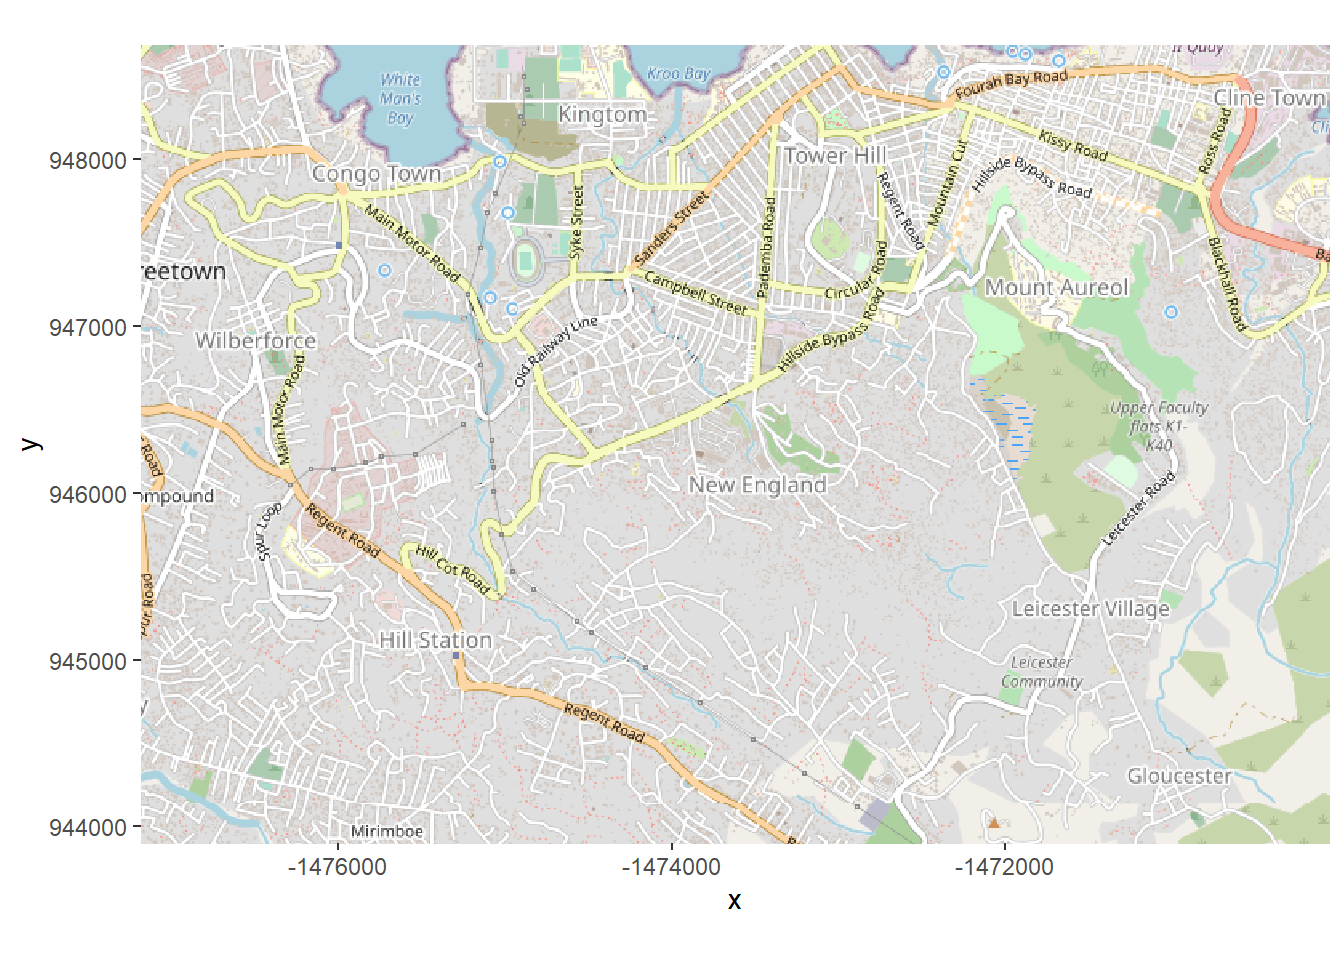 White
Man's
Bay
Kroo Bay
Quay
Fourah Bay Road
Cline Town
Kingtom
Kissy Road
Ross Road
948000
Congo Town
Tower Hill
Mountain Cut
Hillside Bypass Road
Main Motor Road
Syke Street
Sanders Street
Pademba Road
Regent Road
Circular Road
Blackhall Road
reetown
Campbell Street
Mount Aureol
947000
Wilberforce
Old Railway Line
Hillside Bypass Road
Main Motor Road
Upper Faculty
flats K1-
K40
Road
New England
946000
ompound
Spur Loop
Regent Road
Leicester Road
Hill Cot Road
Pur Road
Leicester Village
Hill Station
945000
Leicester
Community
Regent Road
Gloucester
944000
Mirimboe
-1476000
-1474000
-1472000
x
y